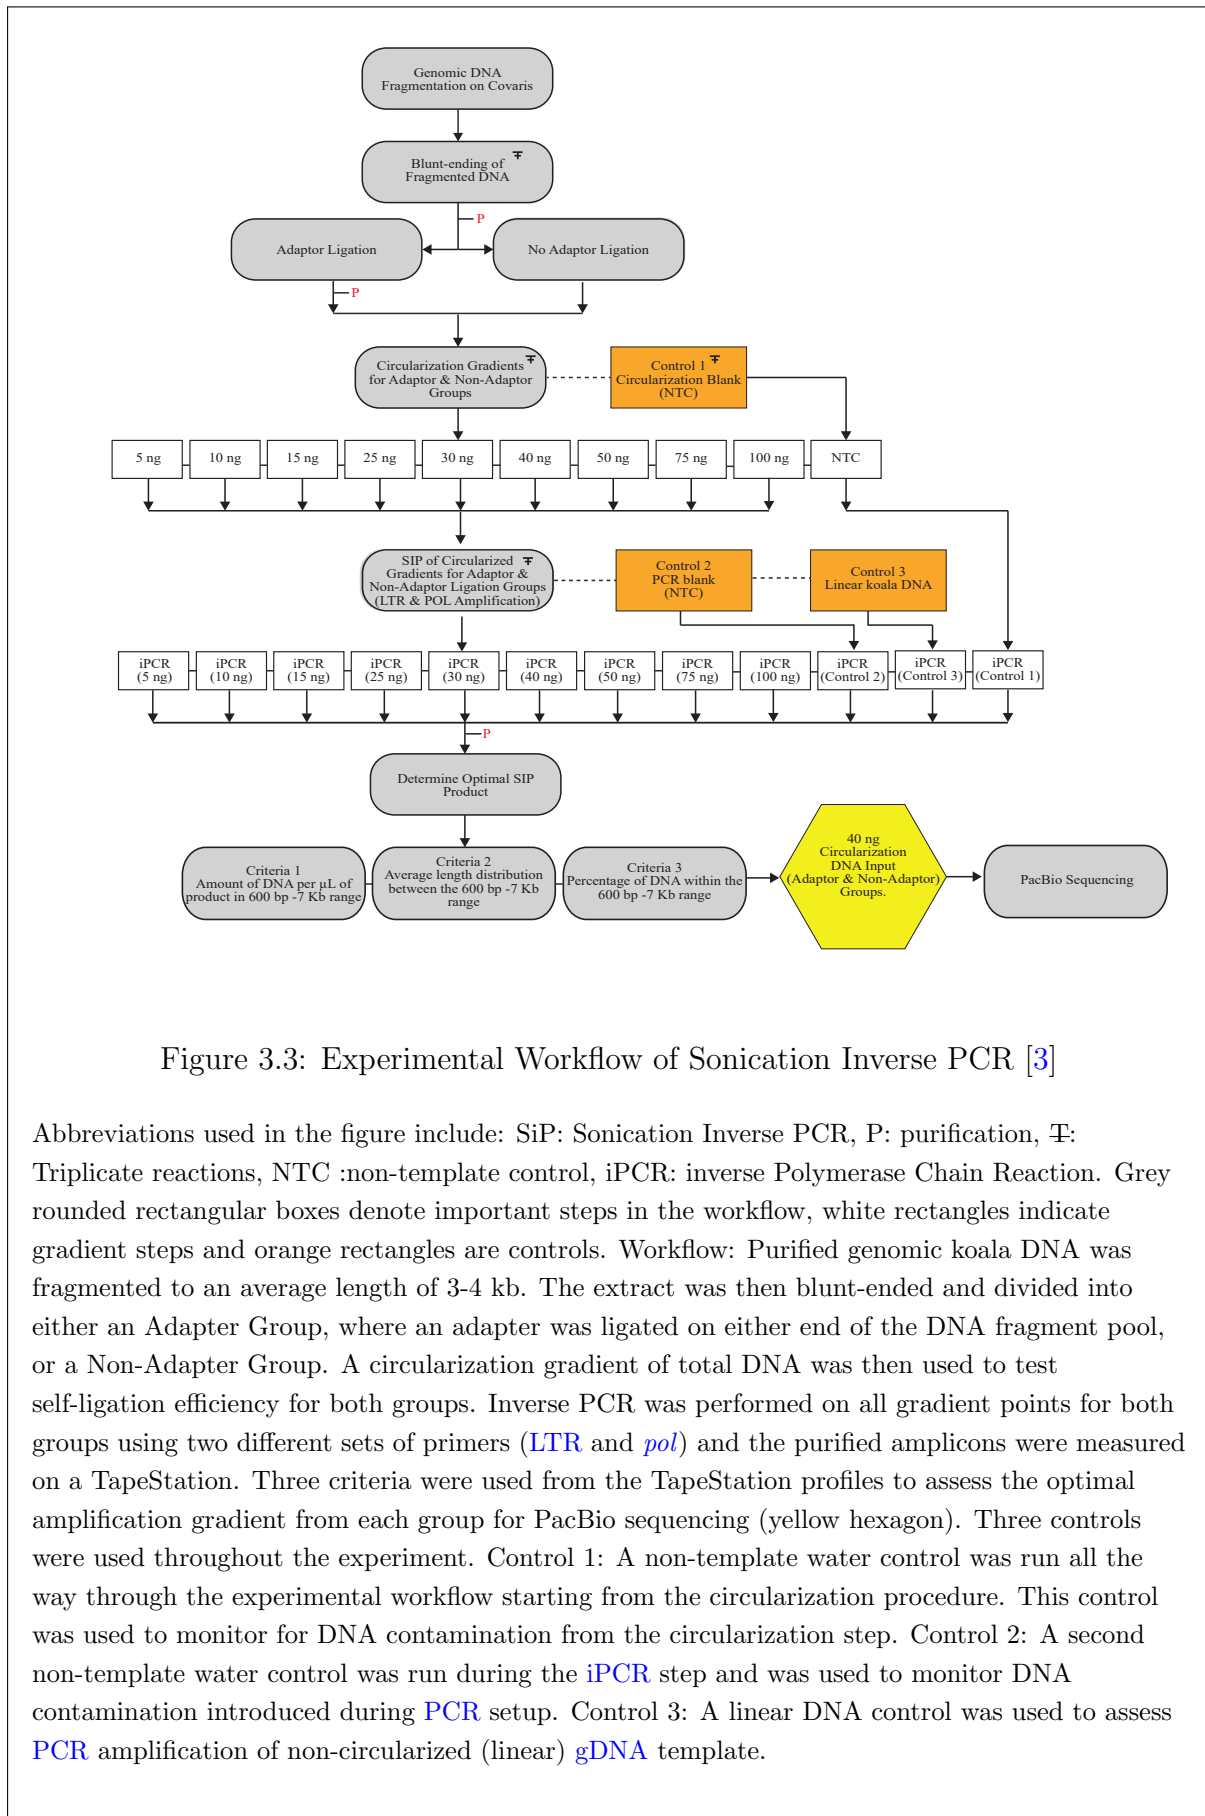 Genomic DNA
Fragmentation on Covaris
Blunt-ending of
Fragmented DNA
Ŧ
P
Adaptor Ligation
No Adaptor Ligation
P
Circularization Gradients
for Adaptor & Non-Adaptor
Groups
Ŧ
Control 1
Circularization Blank
(NTC)
Ŧ
5 ng
10 ng
15 ng
25 ng
30 ng
40 ng
50 ng
75 ng
100 ng
NTC
SIP of Circularized
Gradients for Adaptor &
Non-Adaptor Ligation Groups
(LTR & POL Amplification)
Ŧ
Control 2
PCR blank
(NTC)
Control 3
Linear koala DNA
iPCR
(5 ng)
iPCR
(10 ng)
iPCR
(15 ng)
iPCR
(25 ng)
iPCR
(30 ng)
iPCR
(40 ng)
iPCR
(50 ng)
iPCR
(75 ng)
iPCR
(100 ng)
iPCR
(Control 2)
iPCR
(Control 3)
iPCR
(Control 1)
P
Determine Optimal SIP
Product
Criteria 1
Amount of DNA per µL of
product in 600 bp -7 Kb range
Criteria 2
Average length distribution
between the 600 bp -7 Kb
range
Criteria 3
Percentage of DNA within the
600 bp -7 Kb range
40 ng
Circularization
DNA Input
(Adaptor & Non-Adaptor)
Groups.
PacBio Sequencing
Figure 3.3: Experimental Workflow of Sonication Inverse PCR [3]
Abbreviations used in the figure include: SiP: Sonication Inverse PCR, P: purification, Ŧ:
Triplicate reactions, NTC :non-template control, iPCR: inverse Polymerase Chain Reaction. Grey
rounded rectangular boxes denote important steps in the workflow, white rectangles indicate
gradient steps and orange rectangles are controls. Workflow: Purified genomic koala DNA was
fragmented to an average length of 3-4 kb. The extract was then blunt-ended and divided into
either an Adapter Group, where an adapter was ligated on either end of the DNA fragment pool,
or a Non-Adapter Group. A circularization gradient of total DNA was then used to test
self-ligation efficiency for both groups. Inverse PCR was performed on all gradient points for both
groups using two different sets of primers (LTR and pol) and the purified amplicons were measured
on a TapeStation. Three criteria were used from the TapeStation profiles to assess the optimal
amplification gradient from each group for PacBio sequencing (yellow hexagon). Three controls
were used throughout the experiment. Control 1: A non-template water control was run all the
way through the experimental workflow starting from the circularization procedure. This control
was used to monitor for DNA contamination from the circularization step. Control 2: A second
non-template water control was run during the iPCR step and was used to monitor DNA
contamination introduced during PCR setup. Control 3: A linear DNA control was used to assess
PCR amplification of non-circularized (linear) gDNA template.